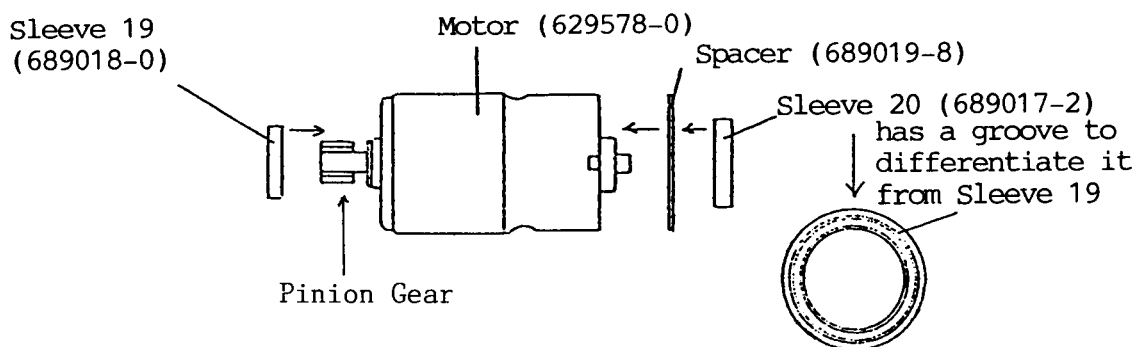 Sleeve 19
(689018-0)
Motor (629578-0)
Spacer (689019-8)
Sleeve 20 (689017-2)
has a groove to
differentiate it
from Sleeve 19
Pinion Gear